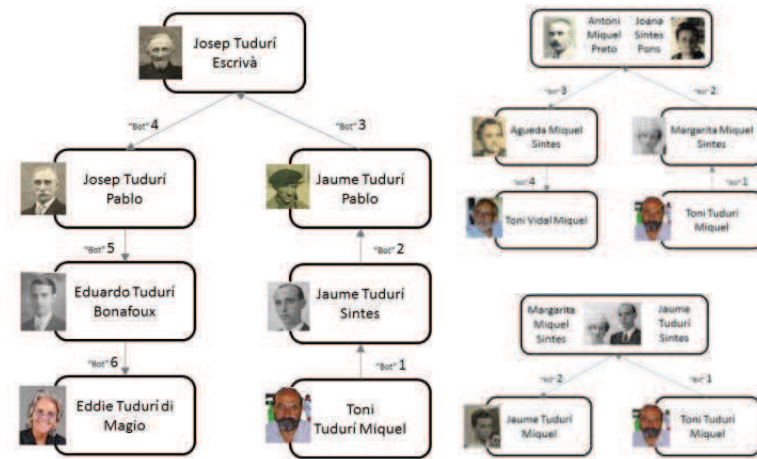 Josep Tudurí
Escrivà
"Bot" 4
"Bot" 3
Josep Tudurí
Pablo
Jaume Tudurí
Pablo
"Bot" 5
"Bot" 2
Eduardo Tudurí
Bonafoux
Jaume Tudurí
Sintes
"Bot" 6
"Bot" 1
Eddie Tudurí di
Magio
Toni
Tudurí Miquel
Antoni
Miquel
Preto
Joana
Sintes
Pons
"Bot" 3
"Bot" 2
Agueda Miquel
Sintes
Margarita Miquel
Sintes
"Bot" 4
"Bot" 1
Toni Vidal Miquel
Toni Tudurí
Miquel
Margarita
Miquel
Sintes
Jaume
Tudurí
Sintes
"Bot" 2
"Bot" 1
Jaume Tudurí
Miquel
Toni Tudurí
Miquel